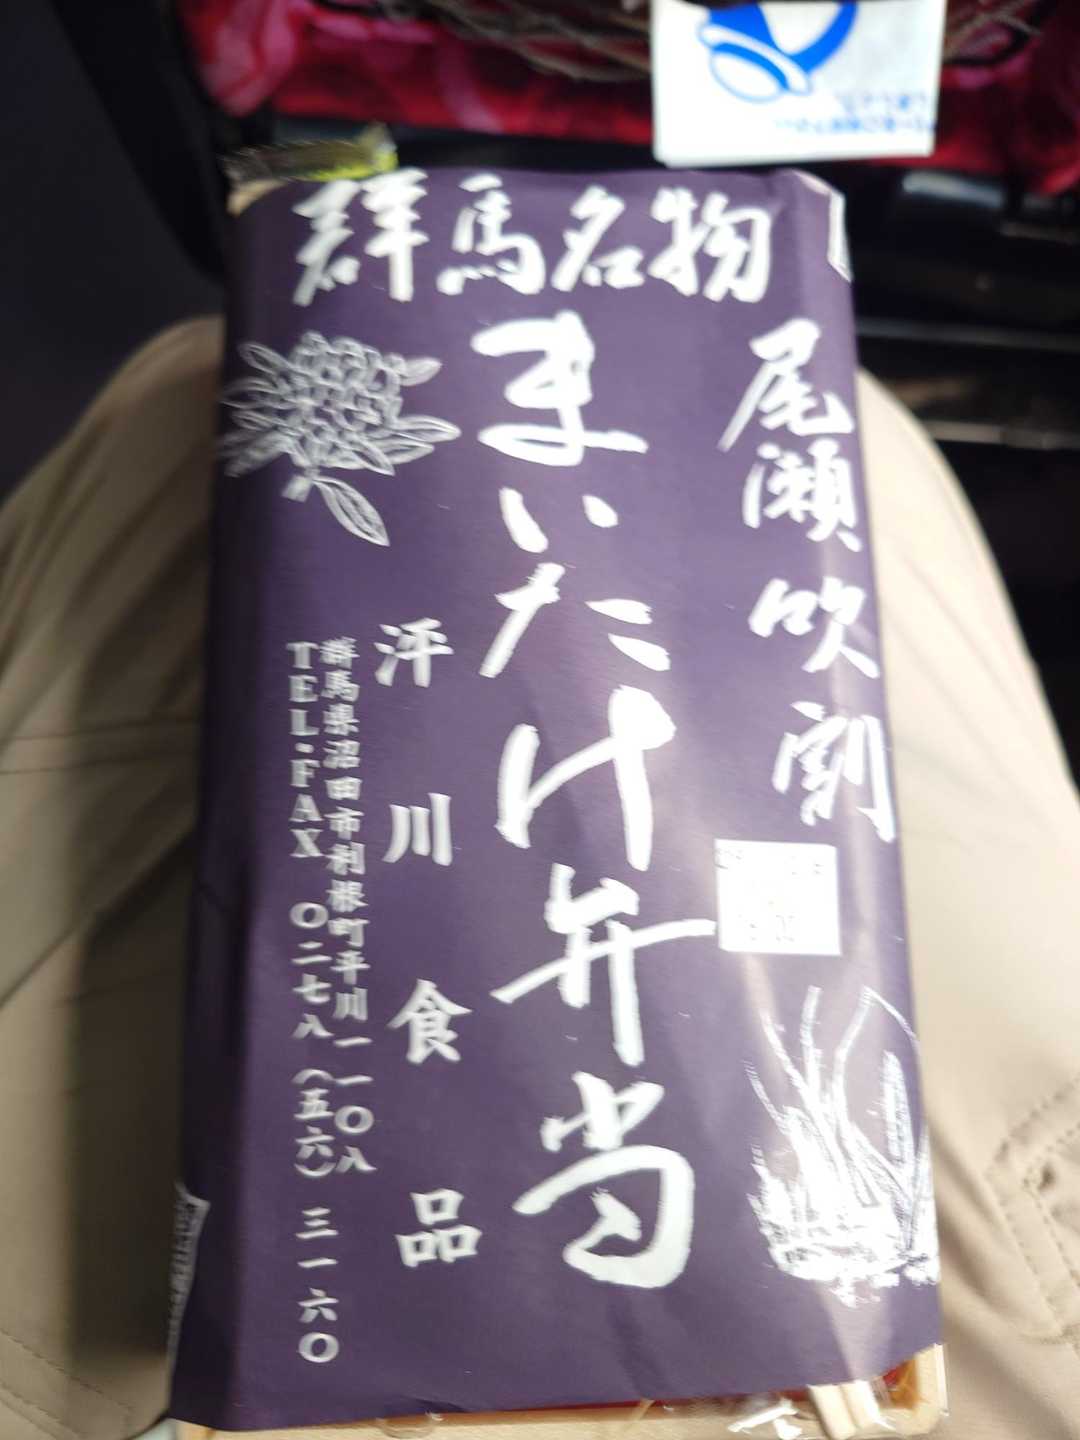 群馬名物
尾瀬吹割
まいたけ弁当
泙川食品
群馬県沼田市利根町平川一一〇八
TEL・FAX 〇二七八(五六)三一六〇